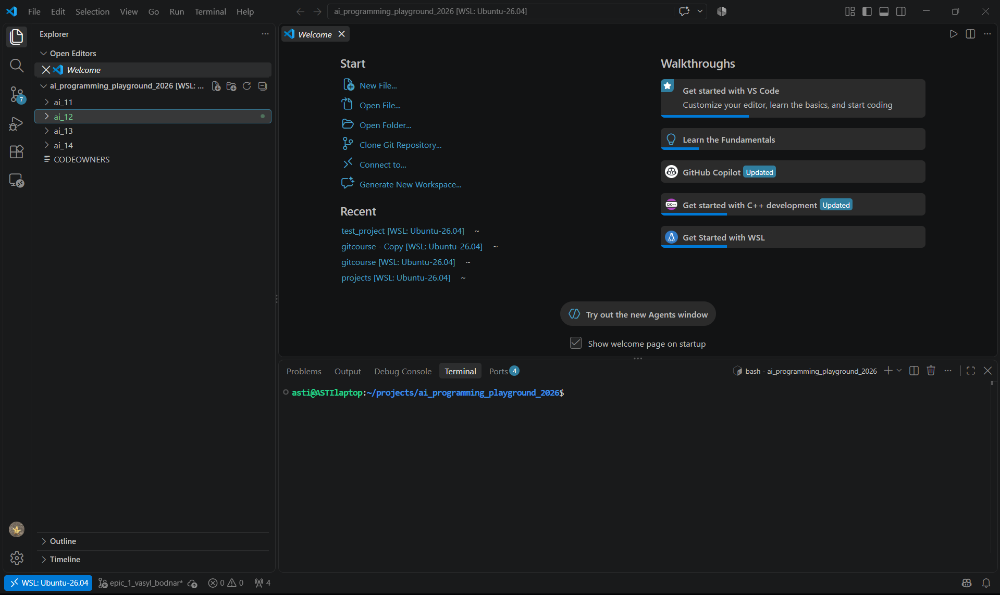 File Edit Selection View Go Run Terminal Help
ai_programming_playground_2026 [WSL: Ubuntu-26.04]
Explorer
Open Editors
Welcome
ai_programming_playground_2026 [WSL: ...
ai_11
ai_12
ai_13
ai_14
CODEOWNERS
7
Outline
Timeline
Welcome
Start
New File...
Open File...
Open Folder...
Clone Git Repository...
Connect to...
Generate New Workspace...
Recent
test_project [WSL: Ubuntu-26.04] ~
gitcourse - Copy [WSL: Ubuntu-26.04] ~
gitcourse [WSL: Ubuntu-26.04] ~
projects [WSL: Ubuntu-26.04] ~
Walkthroughs
Get started with VS Code
Customize your editor, learn the basics, and start coding
Learn the Fundamentals
GitHub Copilot Updated
C/C++ Get started with C++ development Updated
Get Started with WSL
Try out the new Agents window
Show welcome page on startup
Problems Output Debug Console Terminal Ports 4
bash - ai_programming_playground_2026
asti@ASTIlaptop:~/projects/ai_programming_playground_2026$
WSL: Ubuntu-26.04 epic_1_vasyl_bodnar* 0 0 4